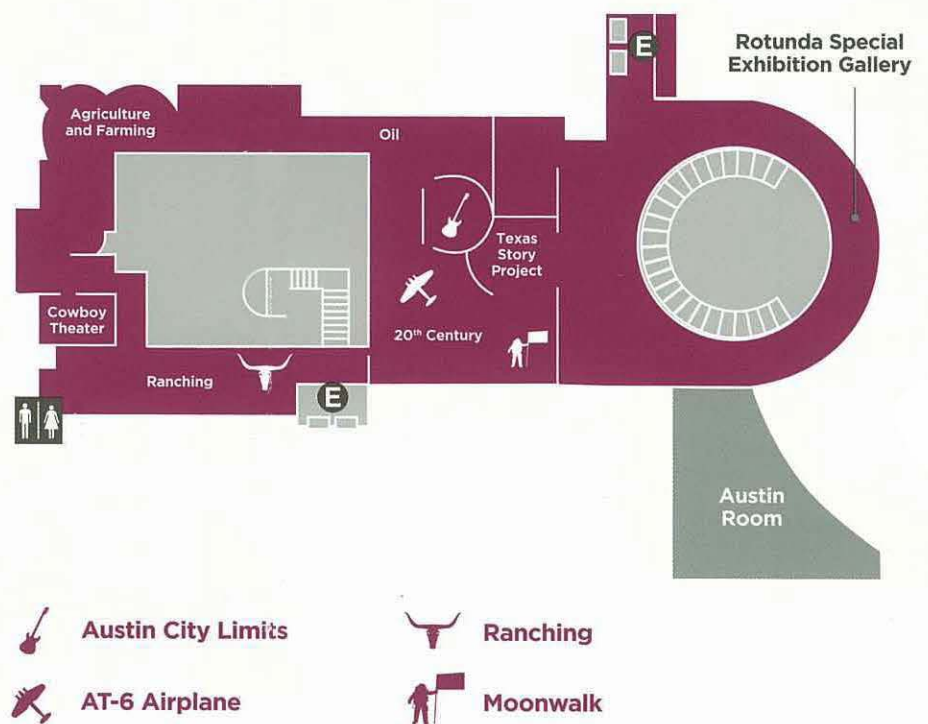 E
Rotunda Special
Exhibition Gallery
Agriculture
and Farming
Oil
Texas
Story
Project
Cowboy
Theater
20th Century
Ranching
E
Austin
Room
Austin City Limits
Ranching
AT-6 Airplane
Moonwalk